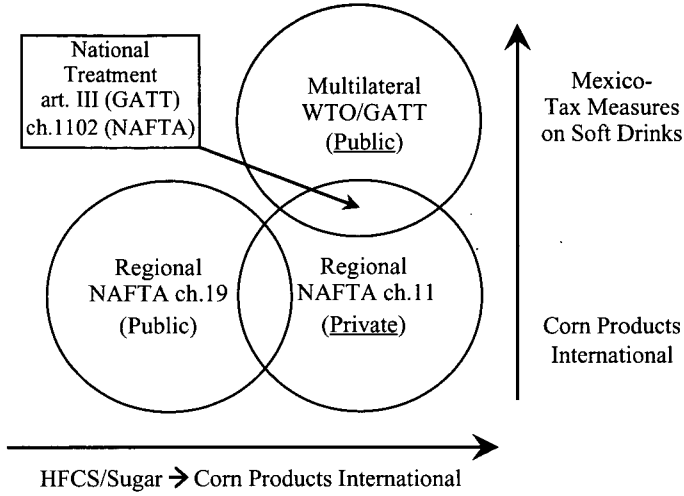 National
Treatment
art. III (GATT)
ch.1102 (NAFTA)
Multilateral
WTO/GATT
(Public)
Mexico-
Tax Measures
on Soft Drinks
Regional
NAFTA ch.19
(Public)
Regional
NAFTA ch.11
(Private)
Corn Products
International
HFCS/Sugar → Corn Products International